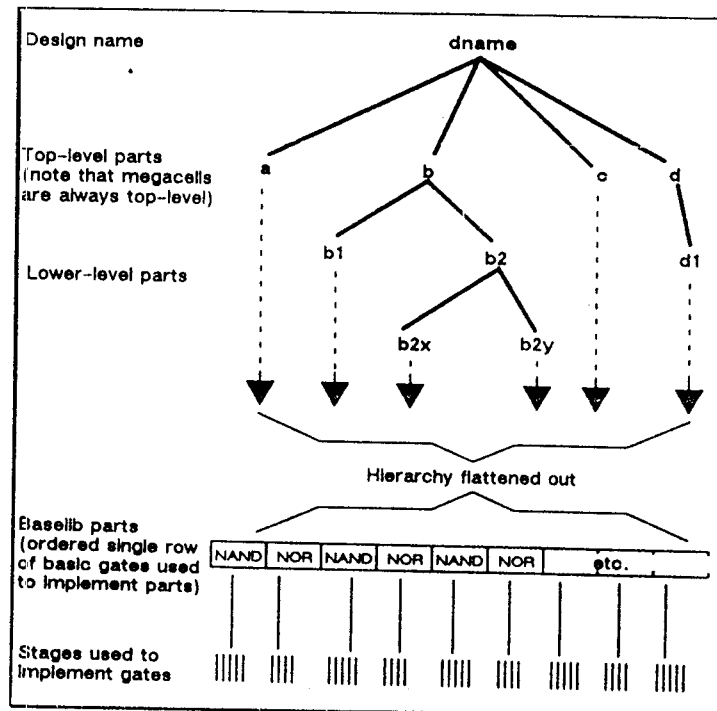 Design name
dname
Top-level parts
(note that megacells
are always top-level)
a
b
c
d
b1
b2
d1
Lower-level parts
b2x
b2y
Hierarchy flattened out
Baselib parts
(ordered single row
of basic gates used
to implement parts)
NAND NOR NAND NOR NAND NOR etc.
Stages used to
implement gates